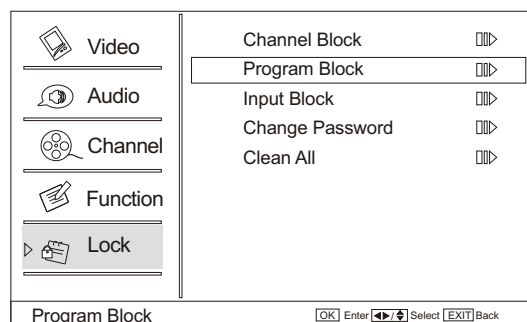 Video
Audio
Channel
Function
Lock
Channel Block
Program Block
Input Block
Change Password
Clean All
Program Block
OK Enter ◀▶/▲▼ Select EXIT Back